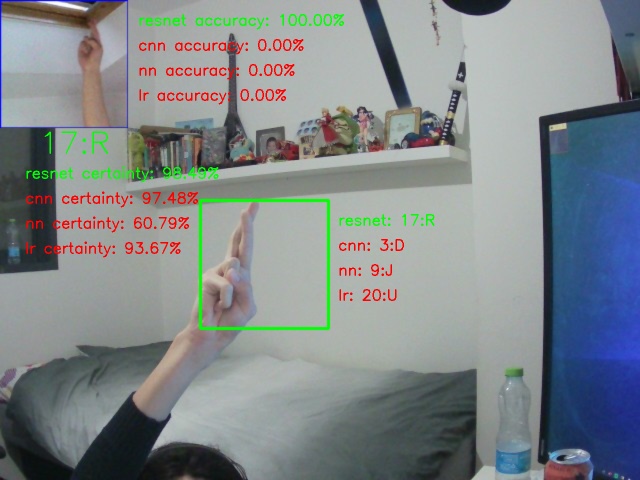 resnet accuracy: 100.00%
cnn accuracy: 0.00%
nn accuracy: 0.00%
lr accuracy: 0.00%
17:R
resnet certainty: 98.49%
cnn certainty: 97.48%
nn certainty: 60.79%
lr certainty: 93.67%
resnet: 17:R
cnn: 3:D
nn: 9:J
lr: 20:U